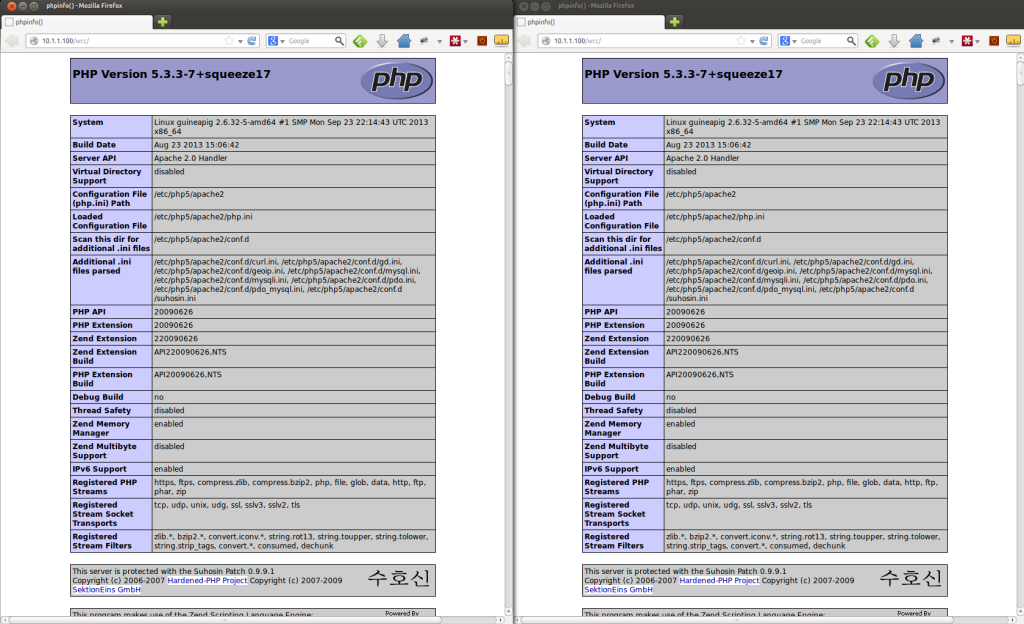 phpinfo() - Mozilla Firefox
phpinfo()
10.1.1.100/wcc/
Google
PHP Version 5.3.3-7+squeeze17
php
System Linux guineapig 2.6.32-5-amd64 #1 SMP Mon Sep 23 22:14:43 UTC 2013
x86_64
Build Date Aug 23 2013 15:06:42
Server API Apache 2.0 Handler
Virtual Directory disabled
Support
Configuration File /etc/php5/apache2
(php.ini) Path
Loaded /etc/php5/apache2/php.ini
Configuration File
Scan this dir for /etc/php5/apache2/conf.d
additional .ini files
Additional .ini /etc/php5/apache2/conf.d/curl.ini, /etc/php5/apache2/conf.d/gd.ini,
files parsed /etc/php5/apache2/conf.d/geoip.ini, /etc/php5/apache2/conf.d/mysql.ini,
/etc/php5/apache2/conf.d/mysqli.ini, /etc/php5/apache2/conf.d/pdo.ini,
/etc/php5/apache2/conf.d/pdo_mysql.ini, /etc/php5/apache2/conf.d
/suhosin.ini
PHP API 20090626
PHP Extension 20090626
Zend Extension 220090626
Zend Extension API220090626,NTS
Build
PHP Extension API20090626,NTS
Build
Debug Build no
Thread Safety disabled
Zend Memory enabled
Manager
Zend Multibyte disabled
Support
IPv6 Support enabled
Registered PHP https, ftps, compress.zlib, compress.bzip2, php, file, glob, data, http, ftp,
Streams phar, zip
Registered tcp, udp, unix, udg, ssl, sslv3, sslv2, tls
Stream Socket
Transports
Registered zlib.*, bzip2.*, convert.iconv.*, string.rot13, string.toupper, string.tolower,
Stream Filters string.strip_tags, convert.*, consumed, dechunk
This server is protected with the Suhosin Patch 0.9.9.1
Copyright (c) 2006-2007 Hardened-PHP Project Copyright (c) 2007-2009
SektionEins GmbH
수호신
This program makes use of the Zend Scripting Language Engine:
Powered By
phpinfo() - Mozilla Firefox
phpinfo()
10.1.1.100/wcc/
Google
PHP Version 5.3.3-7+squeeze17
php
System Linux guineapig 2.6.32-5-amd64 #1 SMP Mon Sep 23 22:14:43 UTC 2013
x86_64
Build Date Aug 23 2013 15:06:42
Server API Apache 2.0 Handler
Virtual Directory disabled
Support
Configuration File /etc/php5/apache2
(php.ini) Path
Loaded /etc/php5/apache2/php.ini
Configuration File
Scan this dir for /etc/php5/apache2/conf.d
additional .ini files
Additional .ini /etc/php5/apache2/conf.d/curl.ini, /etc/php5/apache2/conf.d/gd.ini,
files parsed /etc/php5/apache2/conf.d/geoip.ini, /etc/php5/apache2/conf.d/mysql.ini,
/etc/php5/apache2/conf.d/mysqli.ini, /etc/php5/apache2/conf.d/pdo.ini,
/etc/php5/apache2/conf.d/pdo_mysql.ini, /etc/php5/apache2/conf.d
/suhosin.ini
PHP API 20090626
PHP Extension 20090626
Zend Extension 220090626
Zend Extension API220090626,NTS
Build
PHP Extension API20090626,NTS
Build
Debug Build no
Thread Safety disabled
Zend Memory enabled
Manager
Zend Multibyte disabled
Support
IPv6 Support enabled
Registered PHP https, ftps, compress.zlib, compress.bzip2, php, file, glob, data, http, ftp,
Streams phar, zip
Registered tcp, udp, unix, udg, ssl, sslv3, sslv2, tls
Stream Socket
Transports
Registered zlib.*, bzip2.*, convert.iconv.*, string.rot13, string.toupper, string.tolower,
Stream Filters string.strip_tags, convert.*, consumed, dechunk
This server is protected with the Suhosin Patch 0.9.9.1
Copyright (c) 2006-2007 Hardened-PHP Project Copyright (c) 2007-2009
SektionEins GmbH
수호신
This program makes use of the Zend Scripting Language Engine:
Powered By